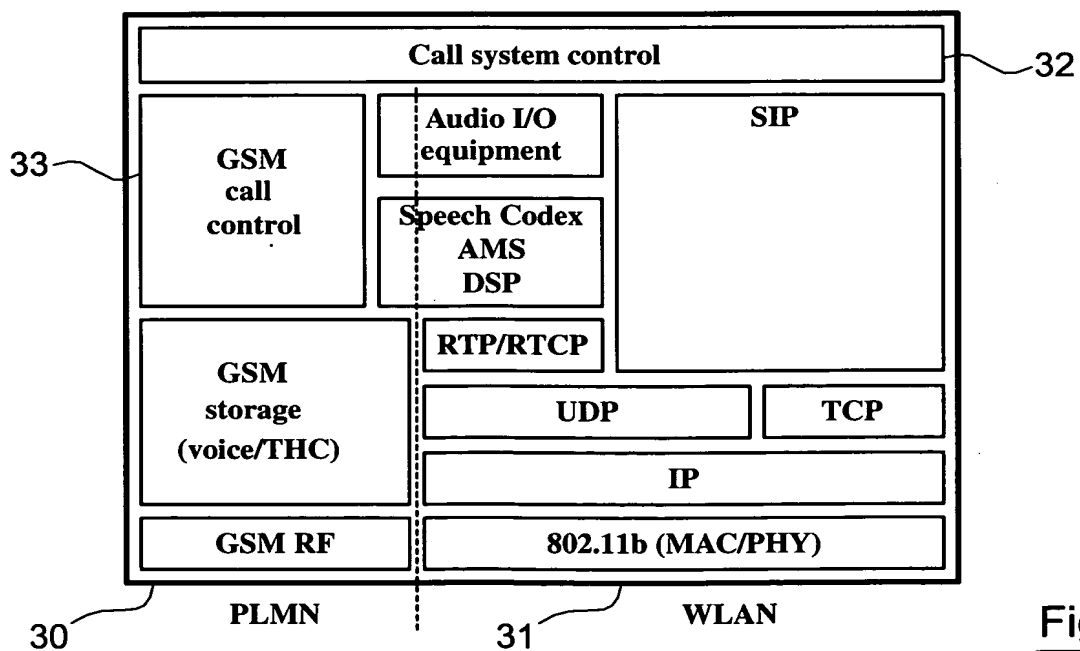 Call system control
32
33
GSM
call
control
Audio I/O
equipment
SIP
Speech Codex
AMS
DSP
GSM
storage
(voice/THC)
RTP/RTCP
UDP
TCP
IP
GSM RF
802.11b (MAC/PHY)
30
PLMN
31
WLAN